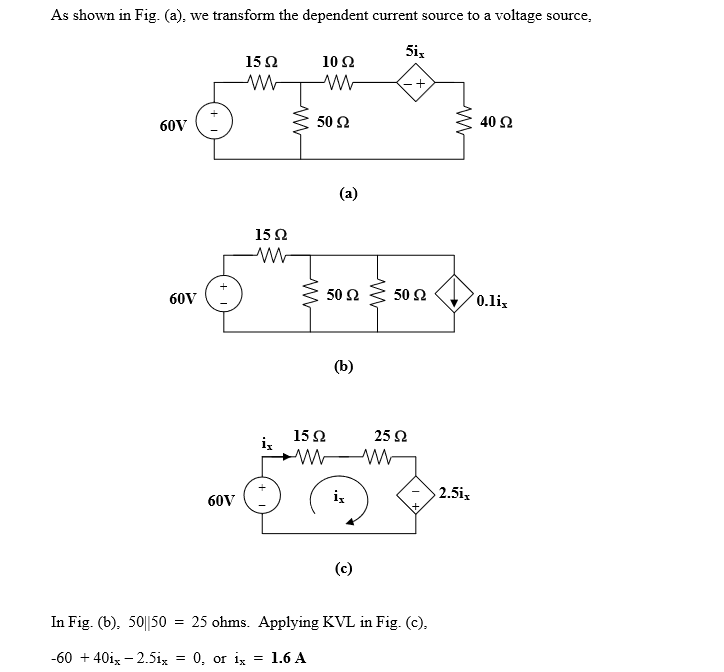 As shown in Fig. (a), we transform the dependent current source to a voltage source,
5iₓ
15 Ω 10 Ω
− +
60V + − 50 Ω 40 Ω
(a)
15 Ω
60V + − 50 Ω 50 Ω 0.1iₓ
(b)
iₓ 15 Ω 25 Ω
60V + − iₓ − + 2.5iₓ
(c)
In Fig. (b), 50||50 = 25 ohms. Applying KVL in Fig. (c),
-60 + 40iₓ – 2.5iₓ = 0, or iₓ = 1.6 A